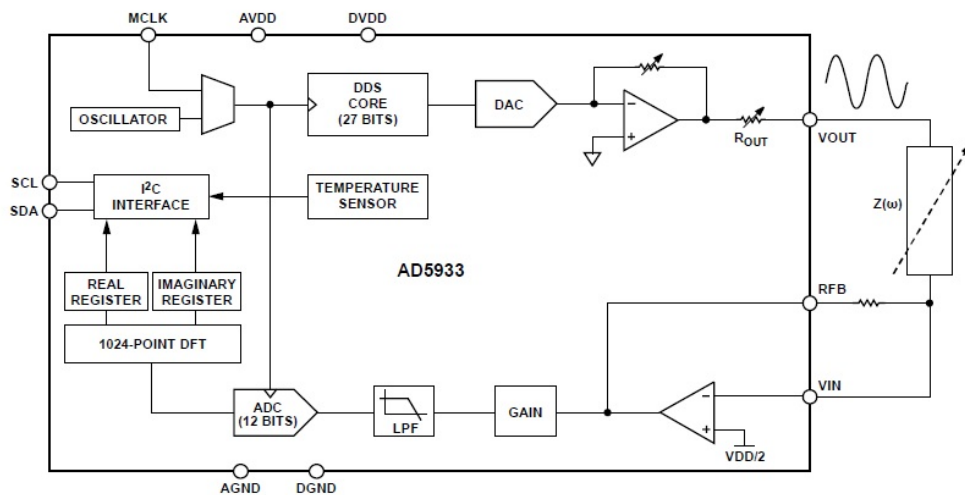 MCLK AVDD DVDD
DDS
CORE
(27 BITS)
DAC
OSCILLATOR
ROUT
VOUT
SCL
SDA
I2C
INTERFACE
TEMPERATURE
SENSOR
Z(ω)
AD5933
REAL
REGISTER
IMAGINARY
REGISTER
RFB
1024-POINT DFT
VIN
ADC
(12 BITS)
LPF
GAIN
VDD/2
AGND DGND